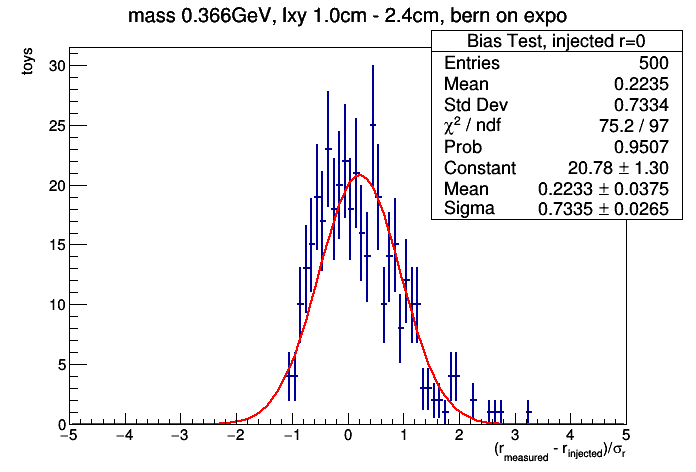 mass 0.366GeV, lxy 1.0cm - 2.4cm, bern on expo
toys
Bias Test, injected r=0
Entries 500
Mean 0.2235
Std Dev 0.7334
χ² / ndf 75.2 / 97
Prob 0.9507
Constant 20.78 ± 1.30
Mean 0.2233 ± 0.0375
Sigma 0.7335 ± 0.0265
30
25
20
15
10
5
0
−5 −4 −3 −2 −1 0 1 2 3 4 5
(r_measured - r_injected)/σ_r